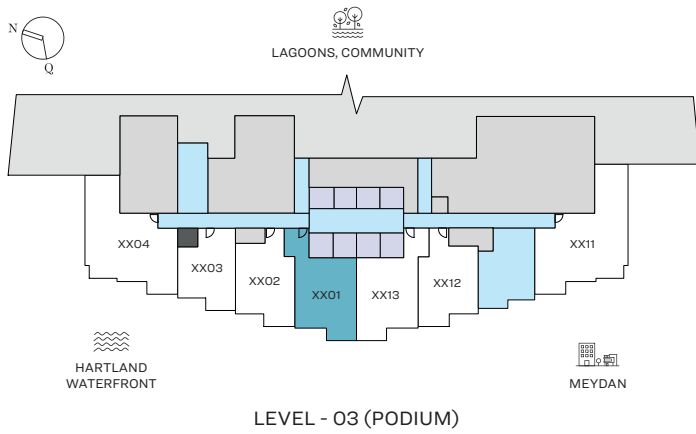 N
Q
LAGOONS, COMMUNITY
XX04
XX03
XX02
XX01
XX13
XX12
XX11
HARTLAND
WATERFRONT
MEYDAN
LEVEL - 03 (PODIUM)